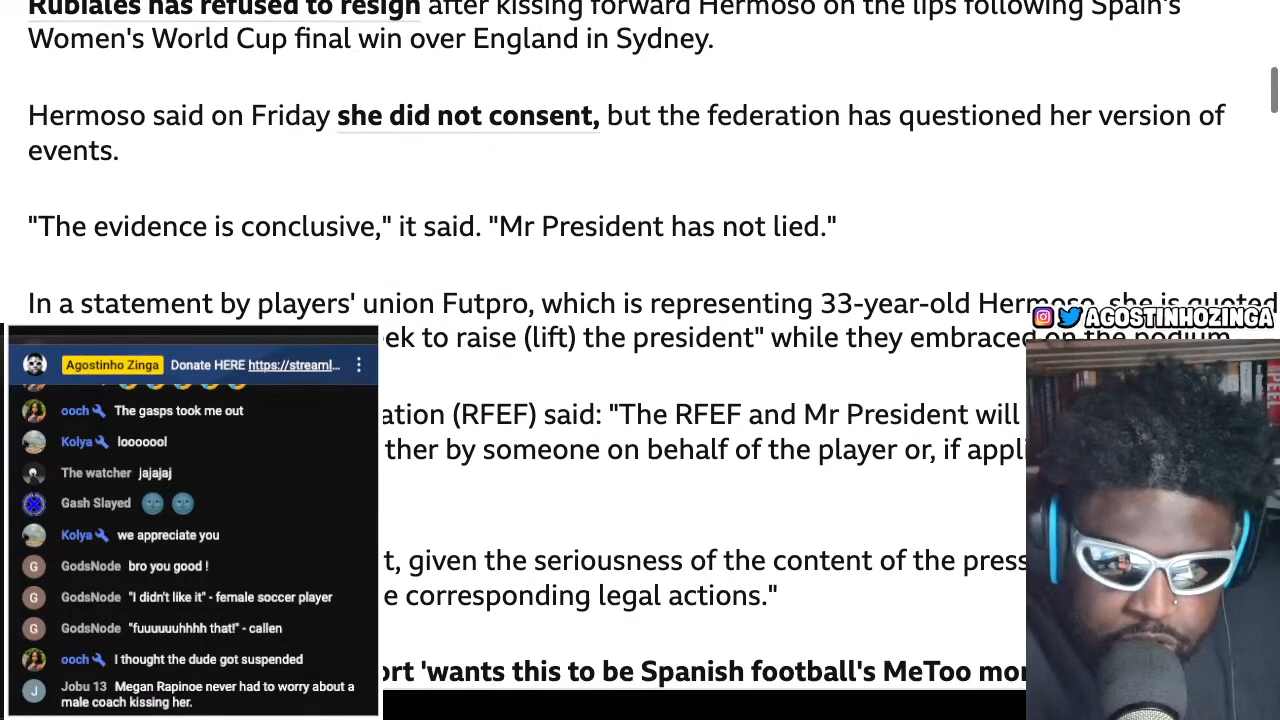 Rubiales has refused to resign after kissing forward Hermoso on the lips following Spain's
Women's World Cup final win over England in Sydney.
Hermoso said on Friday she did not consent, but the federation has questioned her version of
events.
"The evidence is conclusive," it said. "Mr President has not lied."
In a statement by players' union Futpro, which is representing 33-year-old Hermoso, she is quoted
AGOSTINHOZINGA
ek to raise (lift) the president" while they embraced on the podium.
Agostinho Zinga Donate HERE https://streaml...
ooch The gasps took me out
ation (RFEF) said: "The RFEF and Mr President will
Kolya looooool
ther by someone on behalf of the player or, if appli
The watcher jajajaj
Gash Slayed
Kolya we appreciate you
GodsNode bro you good !
t, given the seriousness of the content of the press
GodsNode "I didn't like it" - female soccer player
e corresponding legal actions."
GodsNode "fuuuuuuhhhh that!" - callen
ooch I thought the dude got suspended
ort 'wants this to be Spanish football's MeToo mo
Jobu 13 Megan Rapinoe never had to worry about a
male coach kissing her.